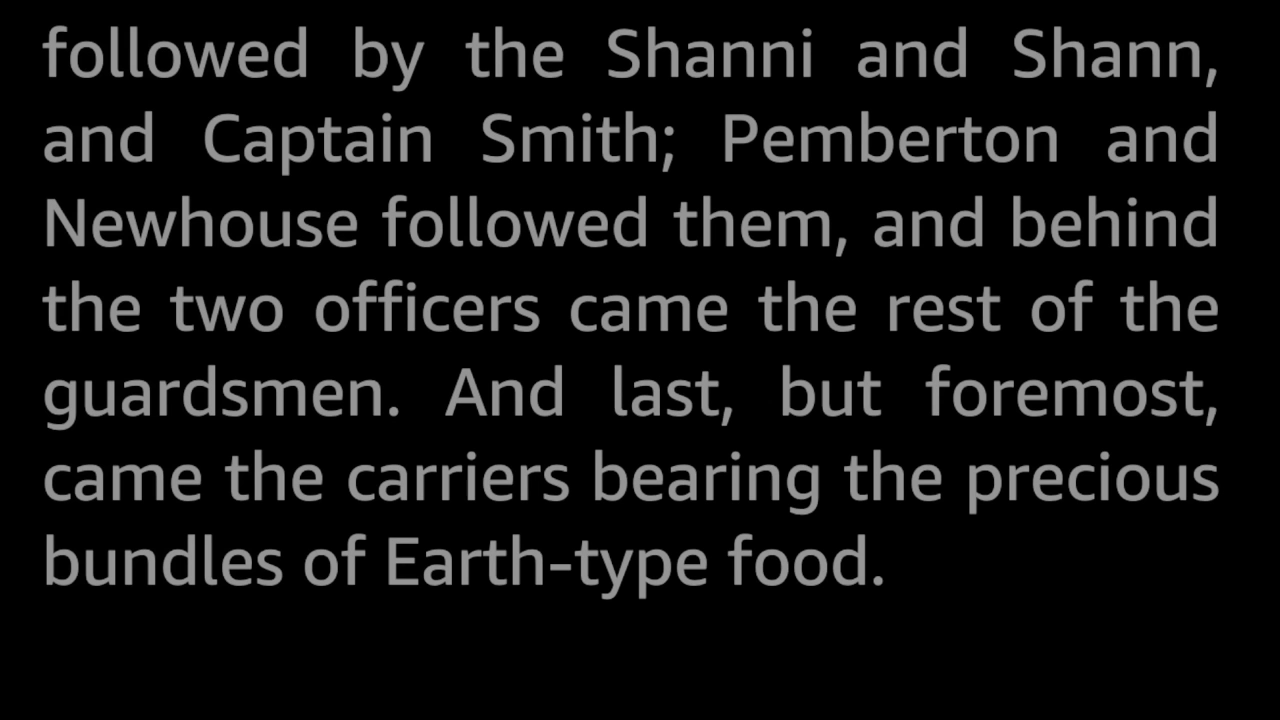 followed by the Shanni and Shann,
and Captain Smith; Pemberton and
Newhouse followed them, and behind
the two officers came the rest of the
guardsmen. And last, but foremost,
came the carriers bearing the precious
bundles of Earth-type food.